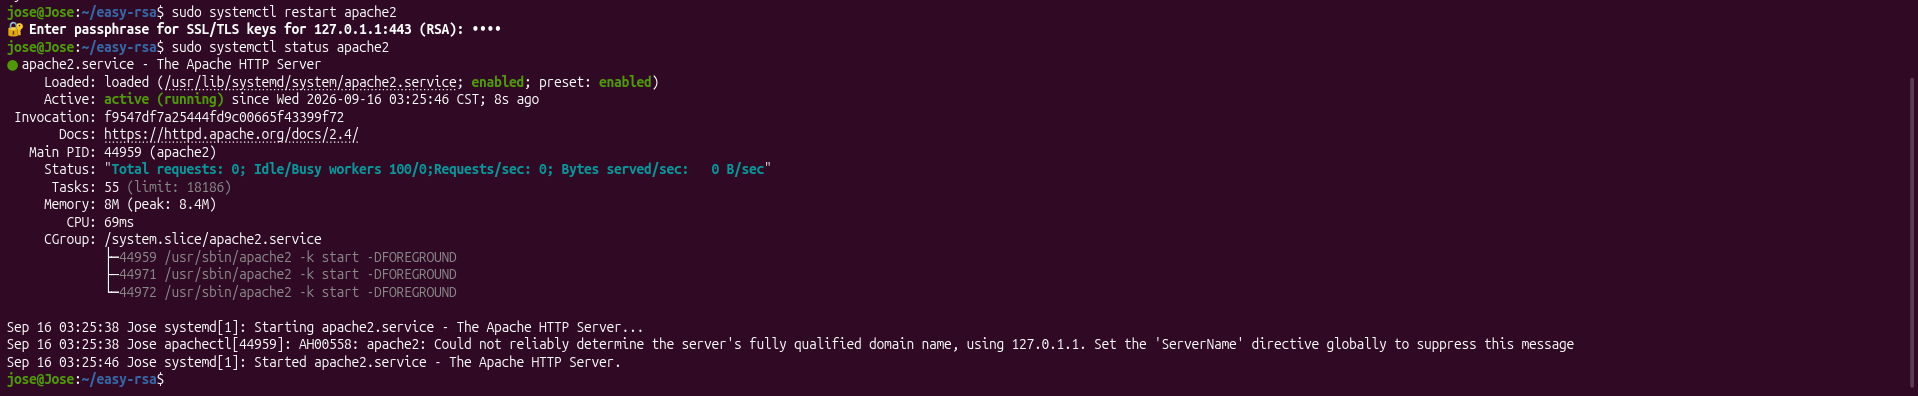 jose@Jose:~/easy-rsa$ sudo systemctl restart apache2
🔐 Enter passphrase for SSL/TLS keys for 127.0.1.1:443 (RSA): ••••
jose@Jose:~/easy-rsa$ sudo systemctl status apache2
● apache2.service - The Apache HTTP Server
     Loaded: loaded (/usr/lib/systemd/system/apache2.service; enabled; preset: enabled)
     Active: active (running) since Wed 2026-09-16 03:25:46 CST; 8s ago
 Invocation: f9547df7a25444fd9c00665f43399f72
       Docs: https://httpd.apache.org/docs/2.4/
   Main PID: 44959 (apache2)
     Status: "Total requests: 0; Idle/Busy workers 100/0;Requests/sec: 0; Bytes served/sec:   0 B/sec"
      Tasks: 55 (limit: 18186)
     Memory: 8M (peak: 8.4M)
        CPU: 69ms
     CGroup: /system.slice/apache2.service
             ├─44959 /usr/sbin/apache2 -k start -DFOREGROUND
             ├─44971 /usr/sbin/apache2 -k start -DFOREGROUND
             └─44972 /usr/sbin/apache2 -k start -DFOREGROUND

Sep 16 03:25:38 Jose systemd[1]: Starting apache2.service - The Apache HTTP Server...
Sep 16 03:25:38 Jose apachectl[44959]: AH00558: apache2: Could not reliably determine the server's fully qualified domain name, using 127.0.1.1. Set the 'ServerName' directive globally to suppress this message
Sep 16 03:25:46 Jose systemd[1]: Started apache2.service - The Apache HTTP Server.
jose@Jose:~/easy-rsa$